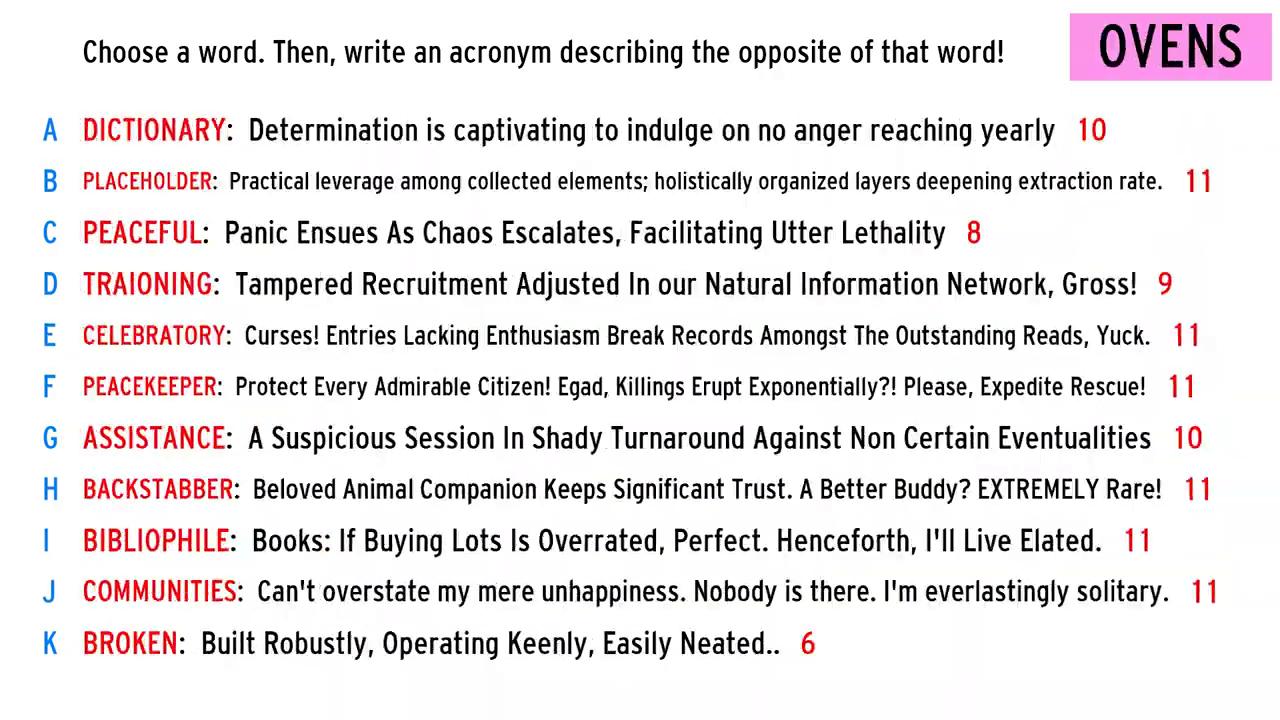 Choose a word. Then, write an acronym describing the opposite of that word!
OVENS
A DICTIONARY: Determination is captivating to indulge on no anger reaching yearly 10
B PLACEHOLDER: Practical leverage among collected elements; holistically organized layers deepening extraction rate. 11
C PEACEFUL: Panic Ensues As Chaos Escalates, Facilitating Utter Lethality 8
D TRAIONING: Tampered Recruitment Adjusted In our Natural Information Network, Gross! 9
E CELEBRATORY: Curses! Entries Lacking Enthusiasm Break Records Amongst The Outstanding Reads, Yuck. 11
F PEACEKEEPER: Protect Every Admirable Citizen! Egad, Killings Erupt Exponentially?! Please, Expedite Rescue! 11
G ASSISTANCE: A Suspicious Session In Shady Turnaround Against Non Certain Eventualities 10
H BACKSTABBER: Beloved Animal Companion Keeps Significant Trust. A Better Buddy? EXTREMELY Rare! 11
I BIBLIOPHILE: Books: If Buying Lots Is Overrated, Perfect. Henceforth, I'll Live Elated. 11
J COMMUNITIES: Can't overstate my mere unhappiness. Nobody is there. I'm everlastingly solitary. 11
K BROKEN: Built Robustly, Operating Keenly, Easily Neated.. 6